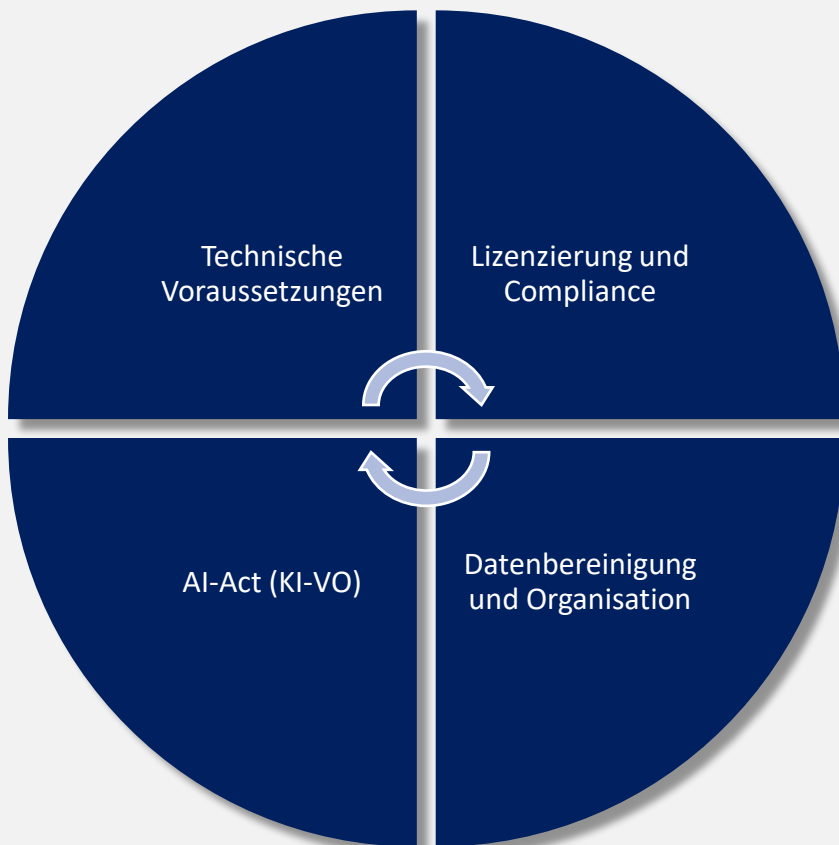 Technische
Voraussetzungen
Lizenzierung und
Compliance
AI-Act (KI-VO)
Datenbereinigung
und Organisation